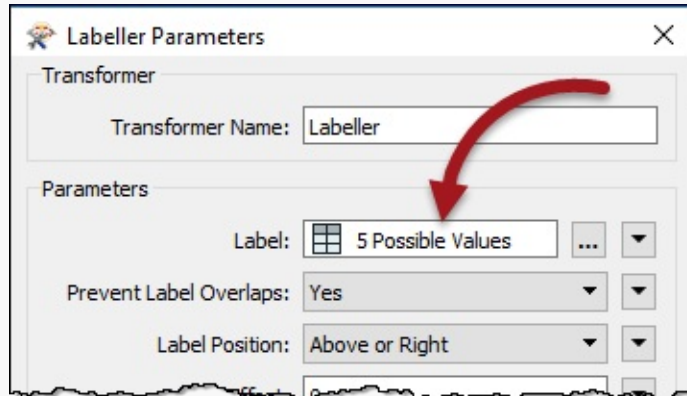 Labeller Parameters
Transformer
Transformer Name: Labeller
Parameters
Label: 5 Possible Values ...
Prevent Label Overlaps: Yes
Label Position: Above or Right